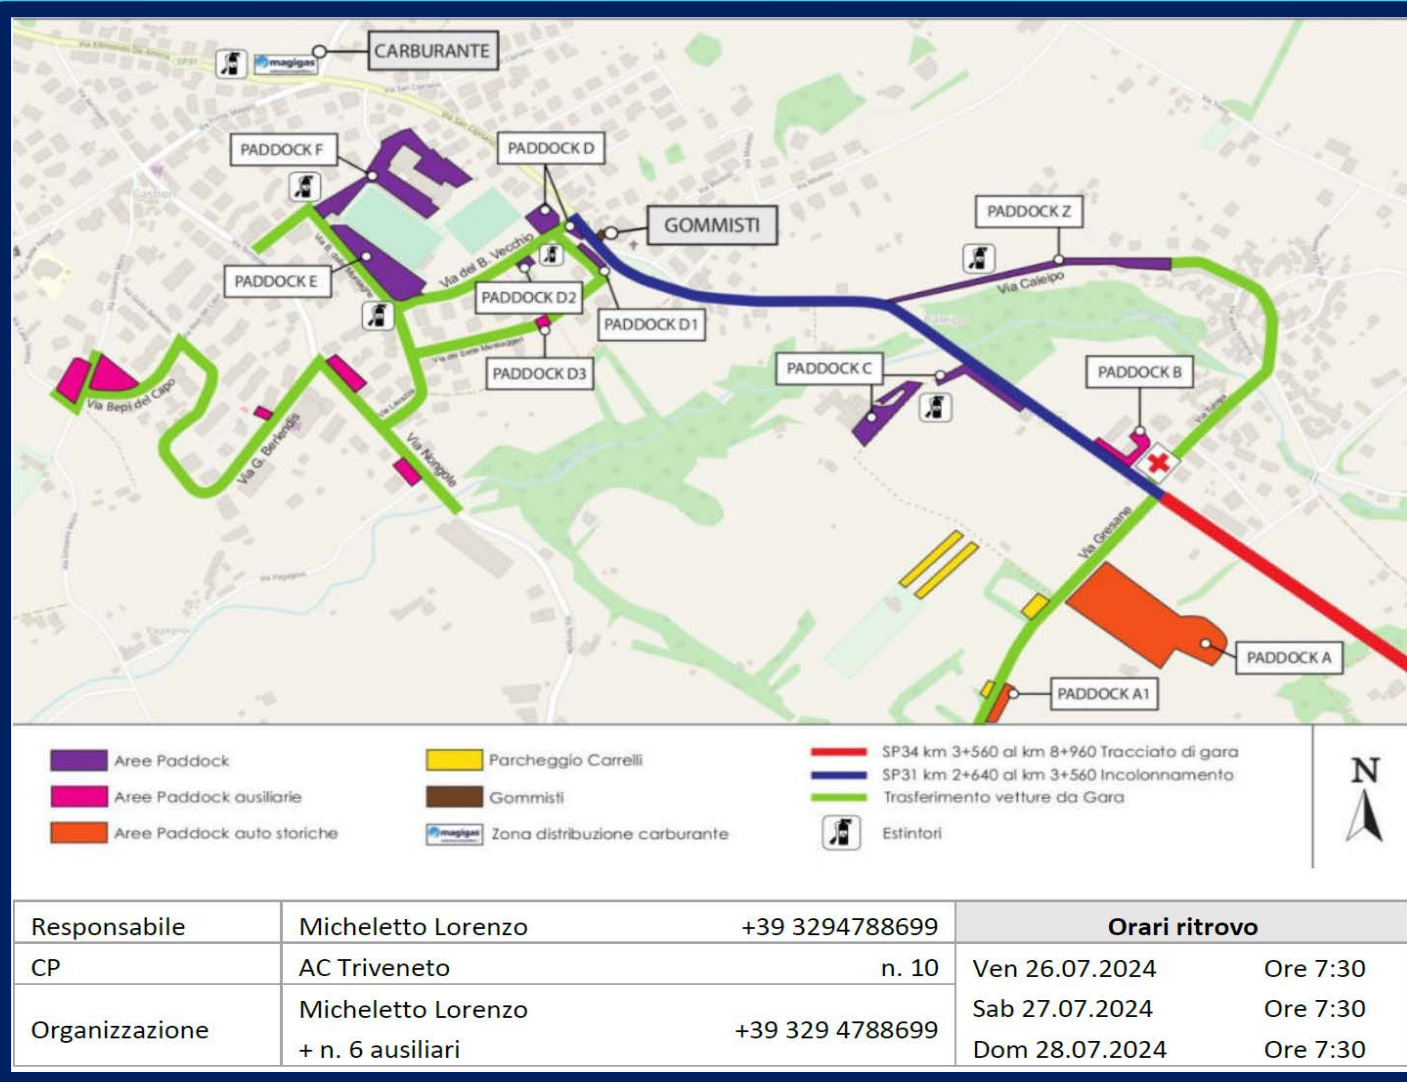 CARBURANTE
magigas
SP31
PADDOCK F
PADDOCK D
PADDOCK Z
GOMMISTI
Via del B. Vecchio
PADDOCK E
Via Caleipo
PADDOCK D2
PADDOCK D1
PADDOCK C
PADDOCK B
PADDOCK D3
Via Bepi del Capo
Via G. Berlendis
Via Nongole
Via Gresane
PADDOCK A
PADDOCK A1
Aree Paddock
Aree Paddock ausiliarie
Aree Paddock auto storiche
Parcheggio Carrelli
Gommisti
magigas Zona distribuzione carburante
SP34 km 3+560 al km 8+960 Tracciato di gara
SP31 km 2+640 al km 3+560 Incolonnamento
Trasferimento vetture da Gara
Estintori
N
Responsabile Micheletto Lorenzo +39 3294788699
CP AC Triveneto n. 10
Organizzazione Micheletto Lorenzo +39 329 4788699
+ n. 6 ausiliari
Orari ritrovo
Ven 26.07.2024 Ore 7:30
Sab 27.07.2024 Ore 7:30
Dom 28.07.2024 Ore 7:30